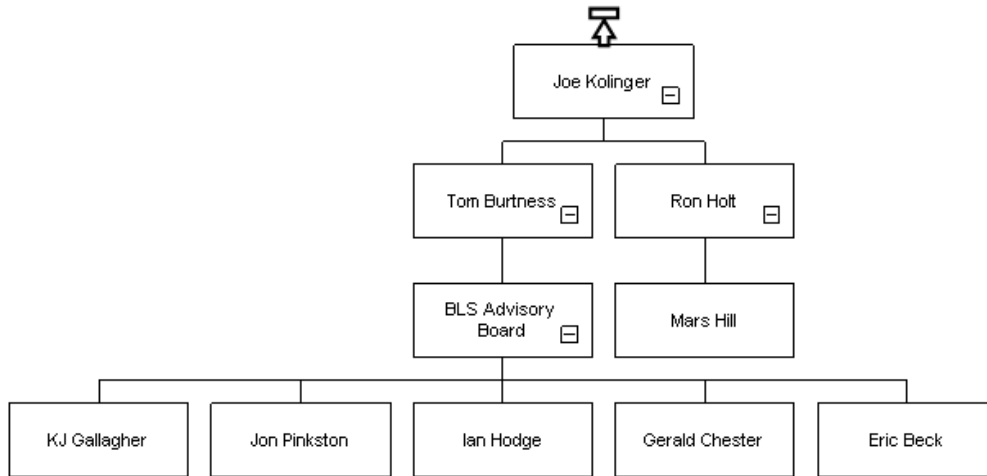 Joe Kolinger
Tom Burtness
Ron Holt
BLS Advisory
Board
Mars Hill
KJ Gallagher
Jon Pinkston
Ian Hodge
Gerald Chester
Eric Beck